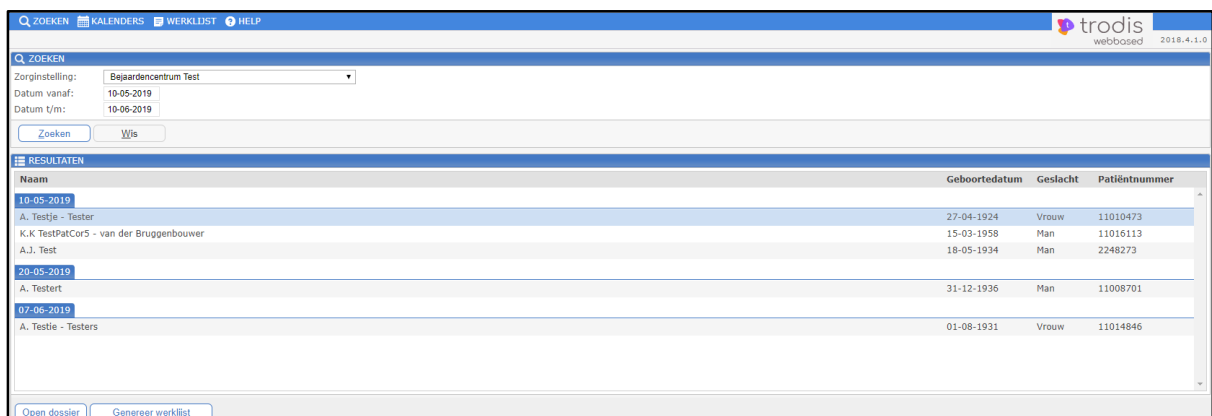 ZOEKEN KALENDERS WERKLIJST HELP
trodis
webbased 2018.4.1.0
ZOEKEN
Zorginstelling: Bejaardencentrum Test
Datum vanaf: 10-05-2019
Datum t/m: 10-06-2019
Zoeken Wis
RESULTATEN
Naam Geboortedatum Geslacht Patiëntnummer
10-05-2019
A. Testje - Tester 27-04-1924 Vrouw 11010473
K.K TestPatCor5 - van der Bruggenbouwer 15-03-1958 Man 11016113
A.J. Test 18-05-1934 Man 2248273
20-05-2019
A. Testert 31-12-1936 Man 11008701
07-06-2019
A. Testie - Testers 01-08-1931 Vrouw 11014846
Open dossier Genereer werklijst